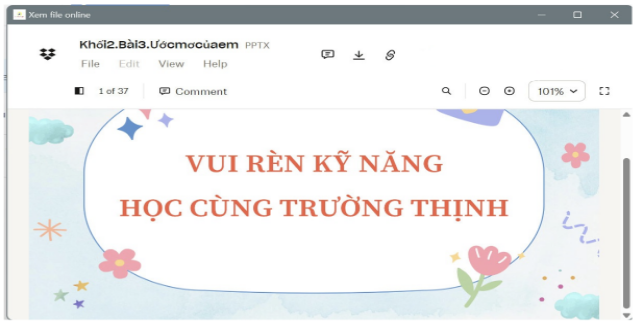 Xem file online
Khối2.Bài3.Ướcmơcủaem PPTX
File Edit View Help
1 of 37 Comment 101%
VUI RÈN KỸ NĂNG
HỌC CÙNG TRƯỜNG THỊNH